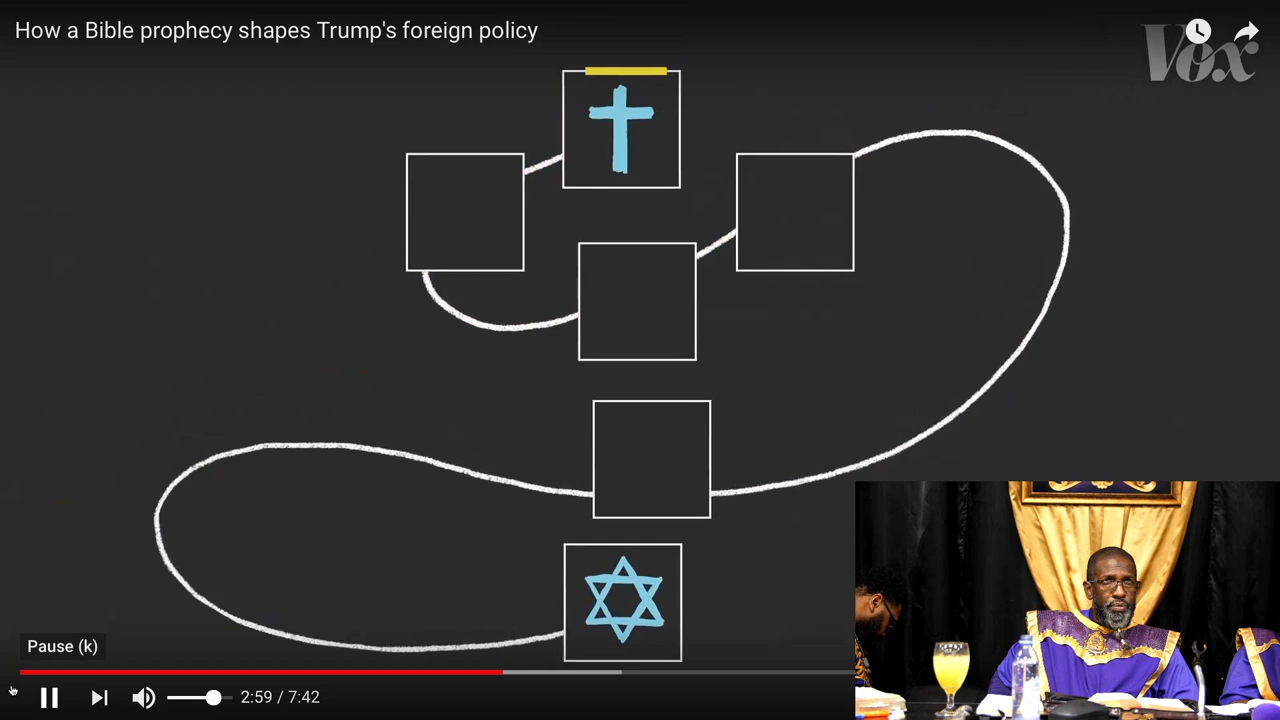 How a Bible prophecy shapes Trump's foreign policy
Vox
Pause (k)
2:59 / 7:42